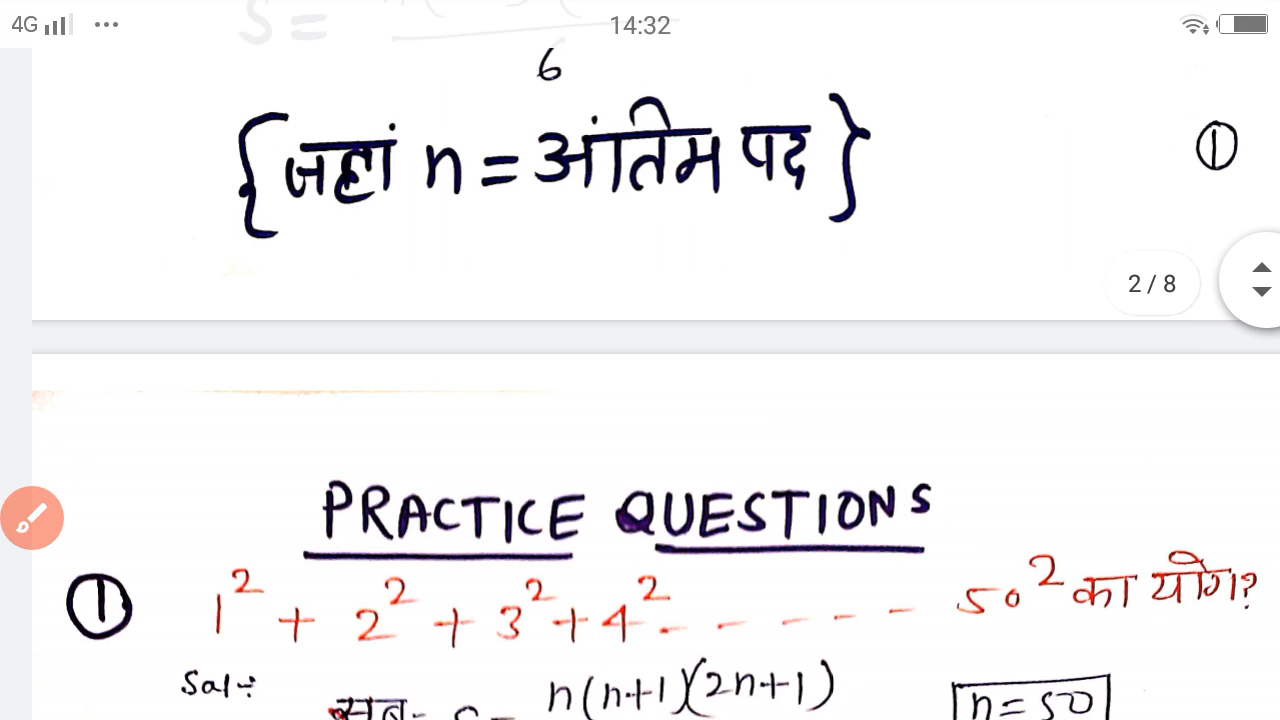 4G ... 14:32
S =
6
{जहां n = अंतिम पद}
①
2 / 8
PRACTICE QUESTIONS
① 1² + 2² + 3² + 4² - - - - - 50² का योग?
Sol÷
n(n+1)(2n+1)
n = 50